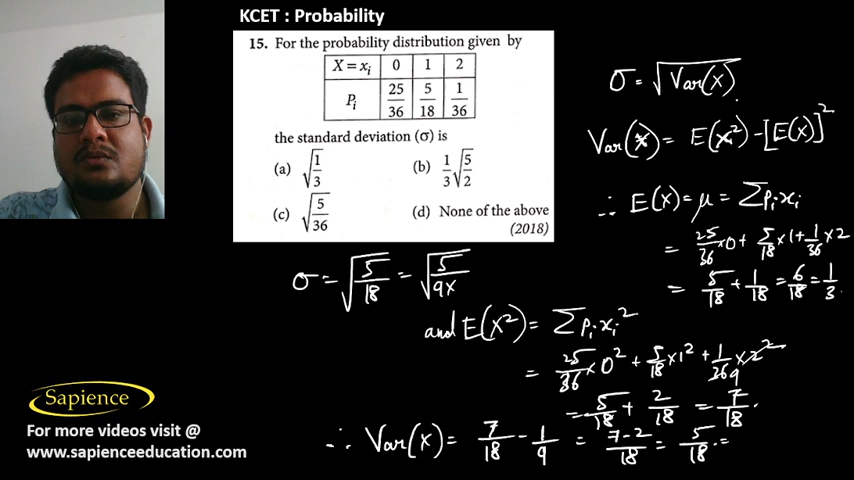 KCET : Probability
15. For the probability distribution given by
X = xᵢ 0 1 2
Pᵢ 25/36 5/18 1/36
the standard deviation (σ) is
(a) √(1/3) (b) 1/3 √(5/2)
(c) √(5/36) (d) None of the above
(2018)
σ = √Var(X).
Var(X) = E(X²) - [E(X)]²
∴ E(X) = μ = Σpᵢxᵢ
= 25/36 × 0 + 5/18 × 1 + 1/36 × 2
= 5/18 + 1/18 = 6/18 = 1/3.
σ = √(5/18) = √(5/9×
and E(X²) = Σpᵢxᵢ²
= 25/36 × 0² + 5/18 × 1² + 1/36 × 2²
9
= 5/18 + 2/18 = 7/18.
∴ Var(X) = 7/18 - 1/9 = 7-2/18 = 5/18. =
Sapience
For more videos visit @
www.sapienceeducation.com